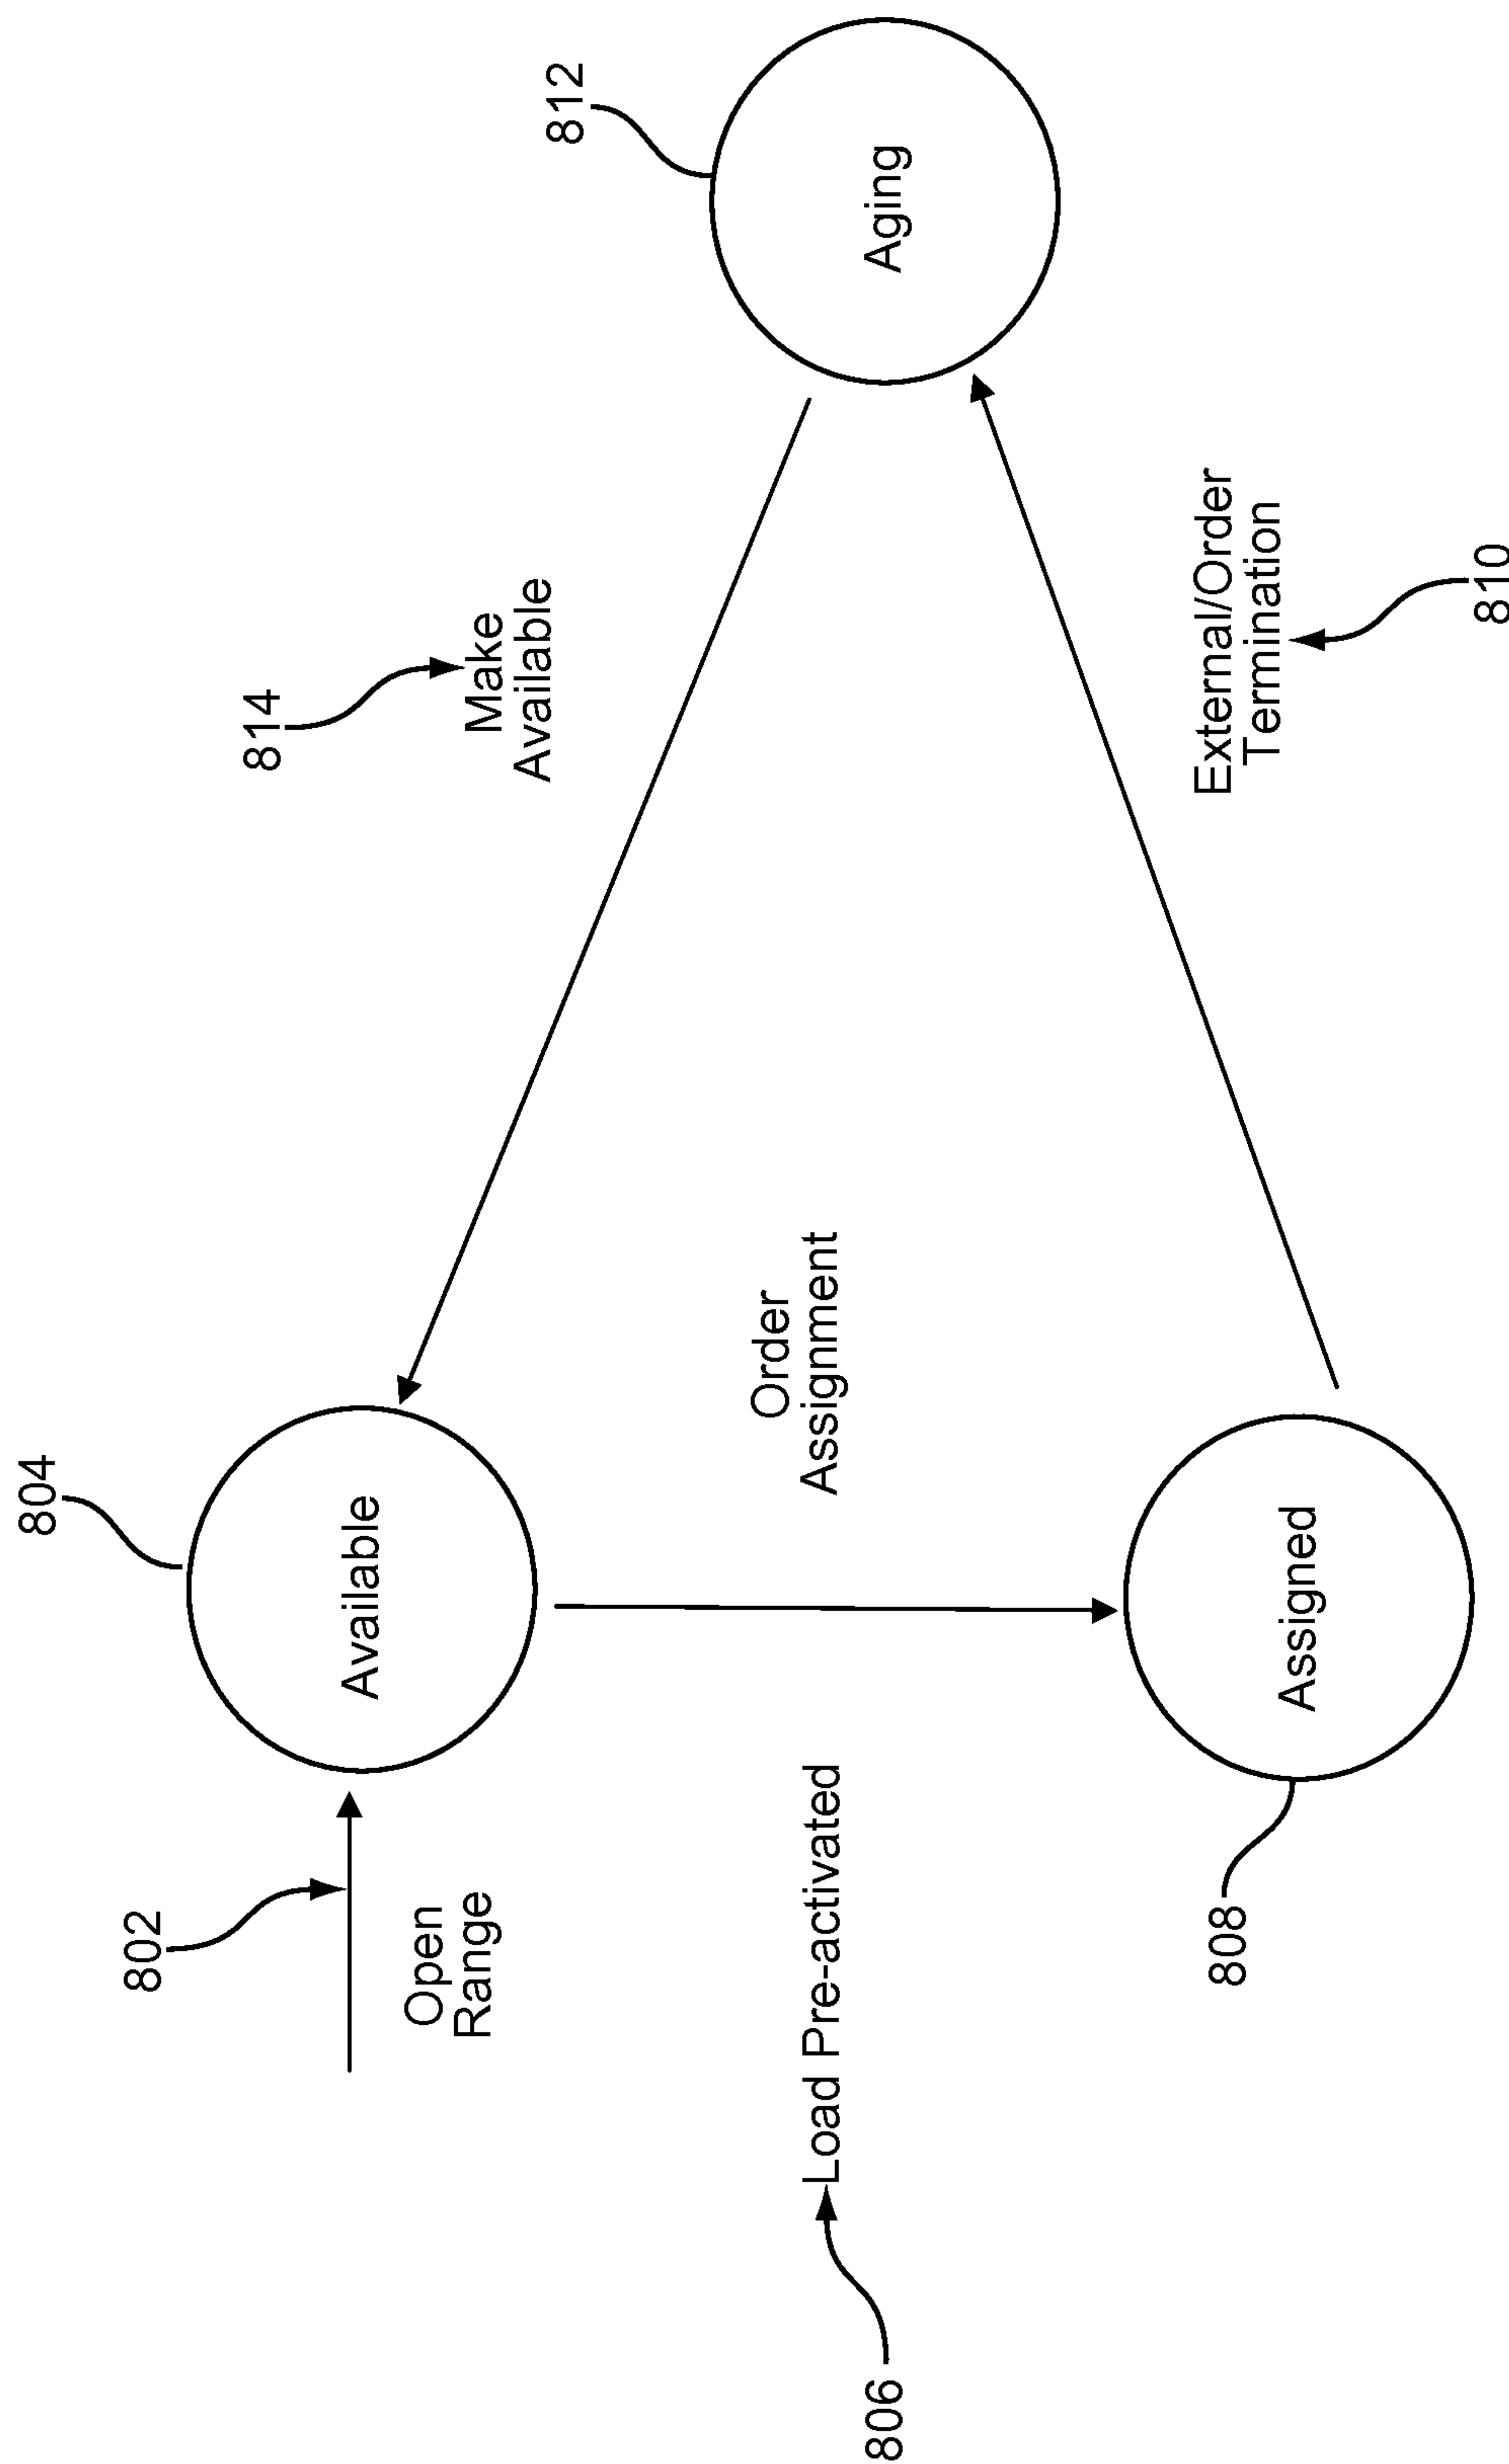 804
802
814
Available
Open
Range
Make
Available
812
Order
Assignment
Load Pre-activated
806
Aging
808
External/Order
Termination
Assigned
810